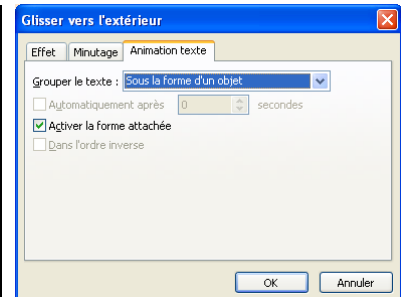 Glisser vers l'extérieur
Effet Minutage Animation texte
Grouper le texte : Sous la forme d'un objet
Automatiquement après 0 secondes
Activer la forme attachée
Dans l'ordre inverse
OK Annuler